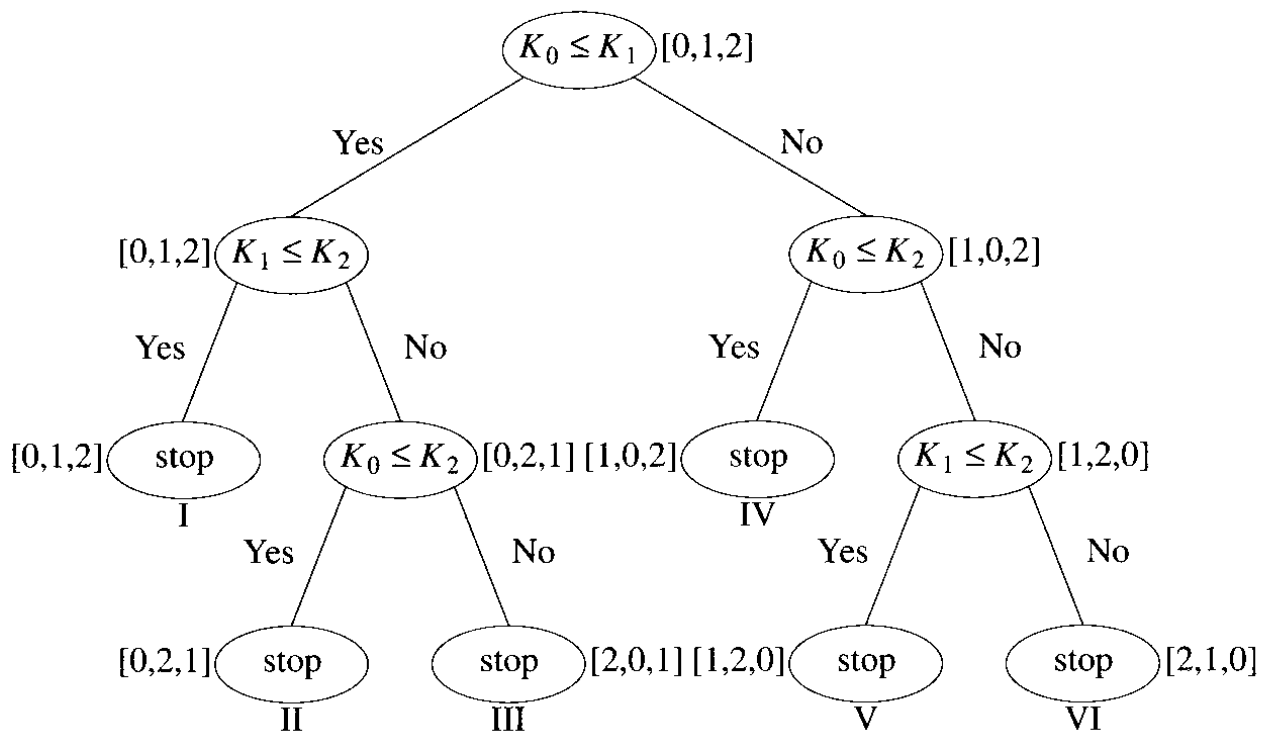 K₀ ≤ K₁ [0,1,2]
Yes No
[0,1,2] K₁ ≤ K₂ K₀ ≤ K₂ [1,0,2]
Yes No Yes No
[0,1,2] stop K₀ ≤ K₂ [0,2,1] [1,0,2] stop K₁ ≤ K₂ [1,2,0]
I IV
Yes No Yes No
[0,2,1] stop stop [2,0,1] [1,2,0] stop stop [2,1,0]
II III V VI